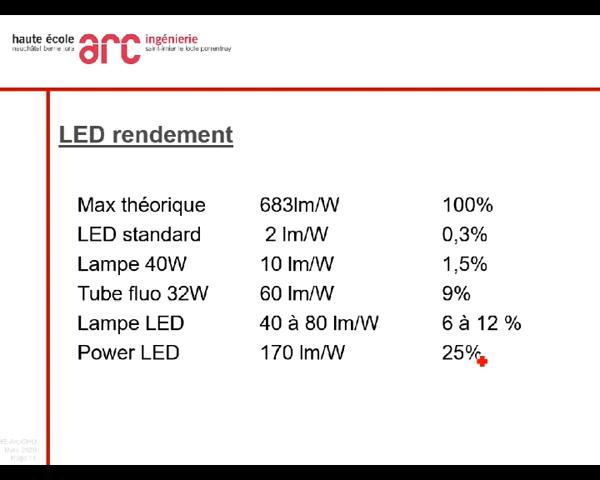 haute école arc ingénierie
neuchâtel berne jura saint-imier le locle porrentruy
LED rendement
Max théorique 683lm/W 100%
LED standard 2 lm/W 0,3%
Lampe 40W 10 lm/W 1,5%
Tube fluo 32W 60 lm/W 9%
Lampe LED 40 à 80 lm/W 6 à 12 %
Power LED 170 lm/W 25%